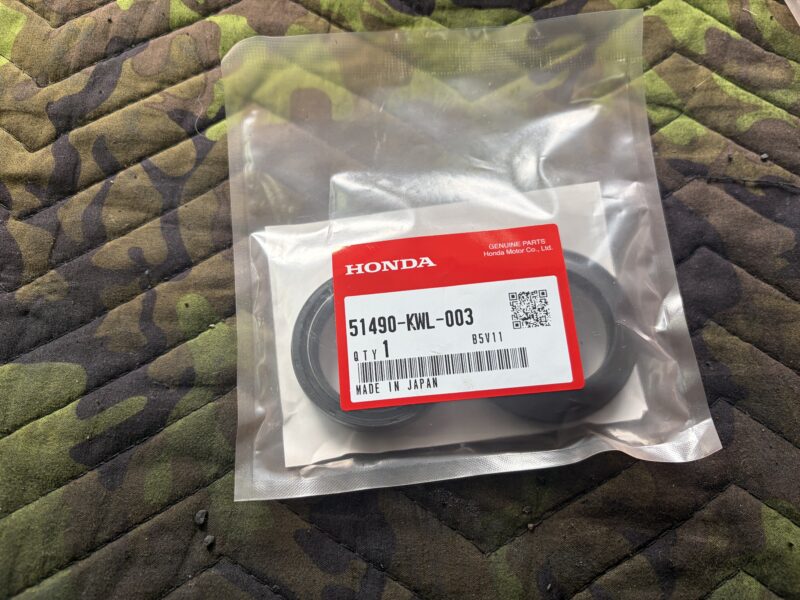 HONDA
GENUINE PARTS
Honda Motor Co., Ltd.
51490-KWL-003
QTY 1
B5V11
MADE IN JAPAN